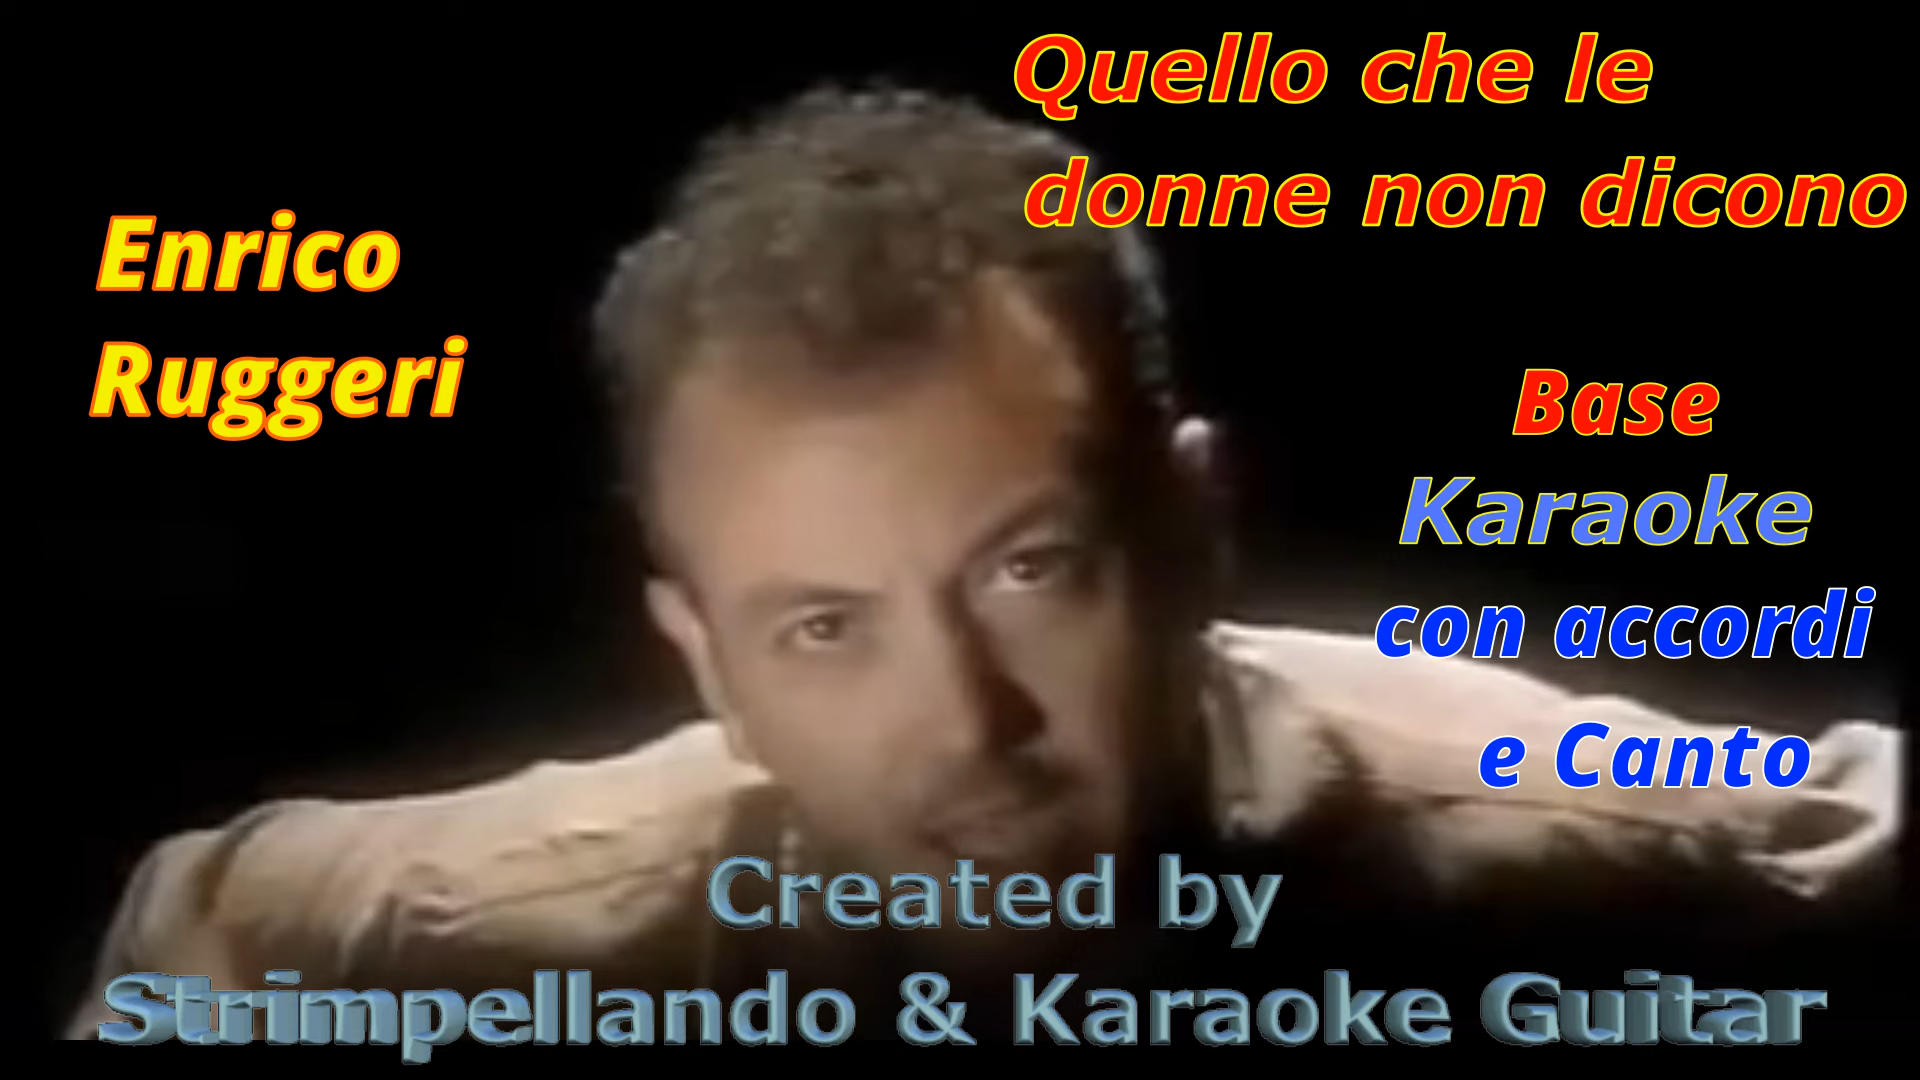 Quello che le
donne non dicono
Enrico
Ruggeri
Base
Karaoke
con accordi
e Canto
Created by
Strimpellando & Karaoke Guitar